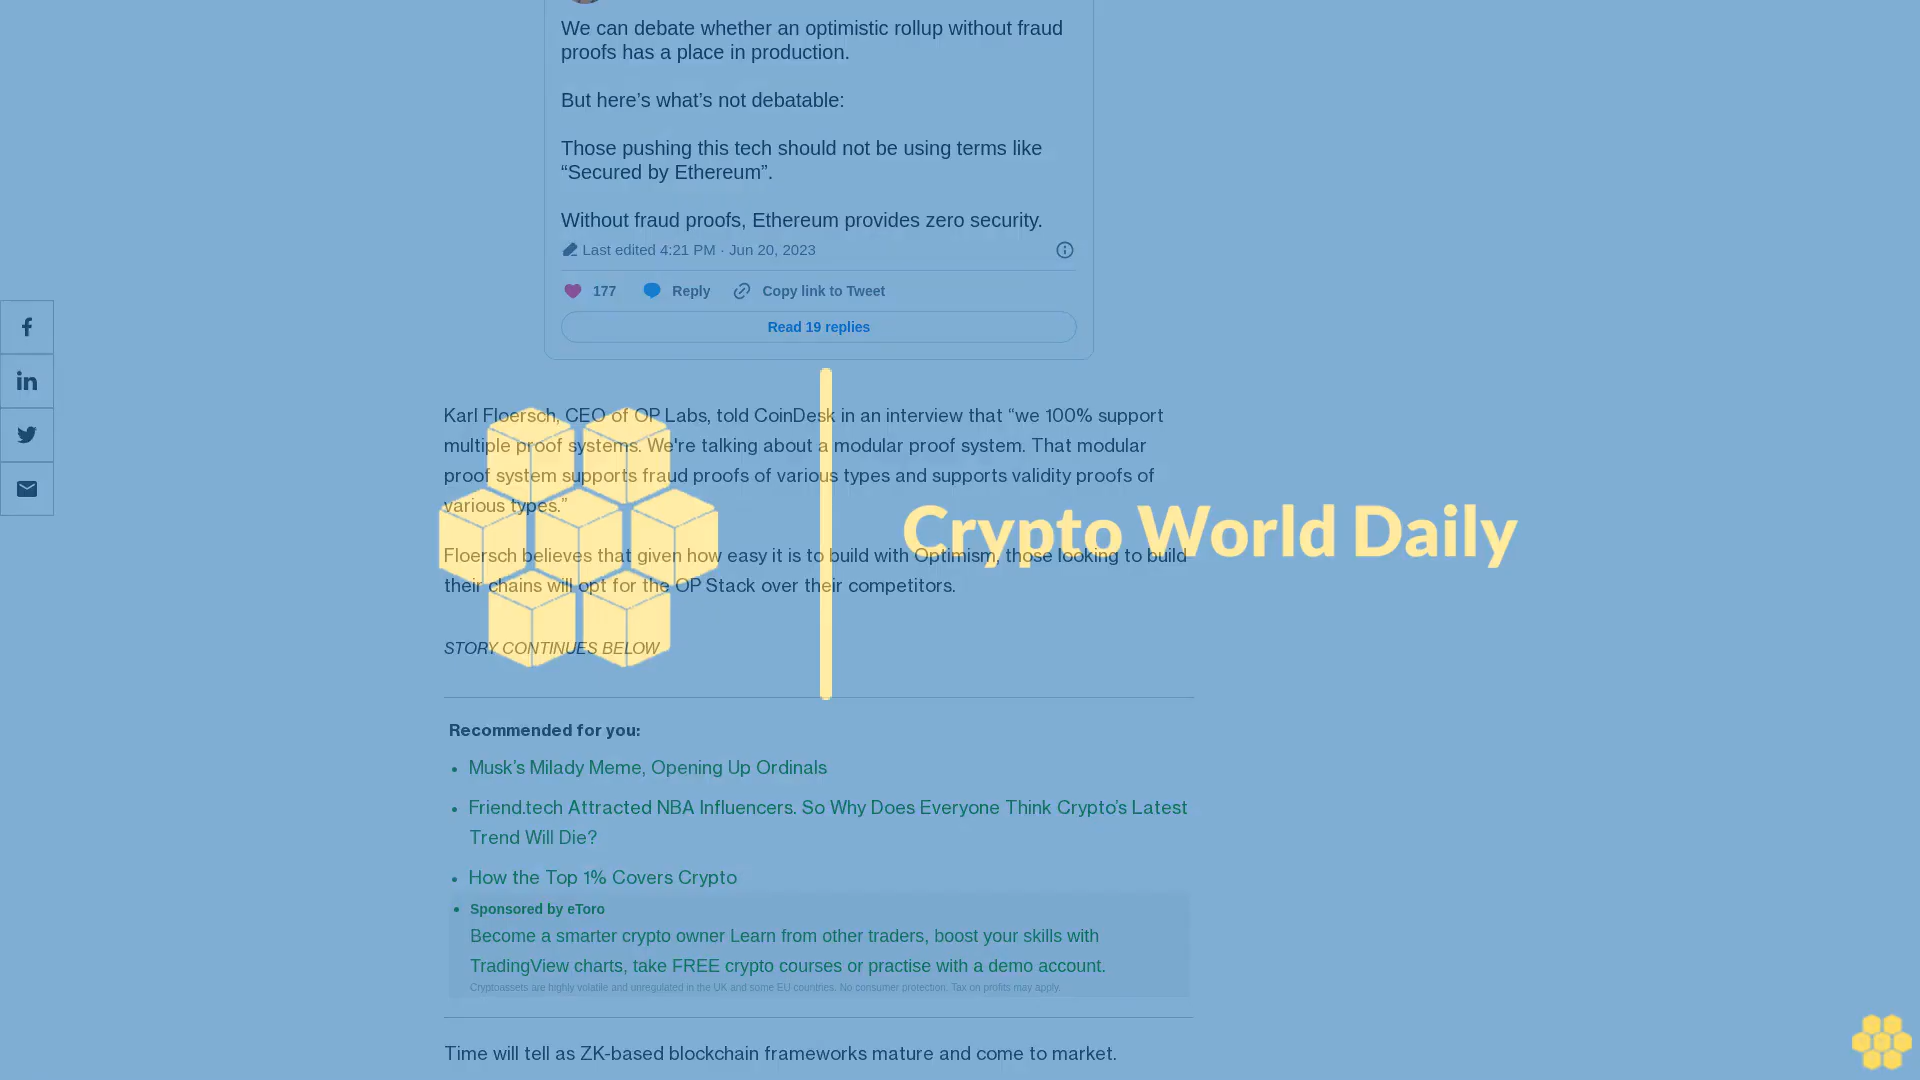 We can debate whether an optimistic rollup without fraud
proofs has a place in production.
But here’s what’s not debatable:
Those pushing this tech should not be using terms like
“Secured by Ethereum”.
Without fraud proofs, Ethereum provides zero security.
Last edited 4:21 PM · Jun 20, 2023
177 Reply Copy link to Tweet
Read 19 replies
Karl Floersch, CEO of OP Labs, told CoinDesk in an interview that “we 100% support
multiple proof systems. We're talking about a modular proof system. That modular
proof system supports fraud proofs of various types and supports validity proofs of
various types.”
Crypto World Daily
Floersch believes that given how easy it is to build with Optimism, those looking to build
their chains will opt for the OP Stack over their competitors.
STORY CONTINUES BELOW
Recommended for you:
• Musk’s Milady Meme, Opening Up Ordinals
• Friend.tech Attracted NBA Influencers. So Why Does Everyone Think Crypto’s Latest
Trend Will Die?
• How the Top 1% Covers Crypto
• Sponsored by eToro
Become a smarter crypto owner Learn from other traders, boost your skills with
TradingView charts, take FREE crypto courses or practise with a demo account.
Cryptoassets are highly volatile and unregulated in the UK and some EU countries. No consumer protection. Tax on profits may apply.
Time will tell as ZK-based blockchain frameworks mature and come to market.